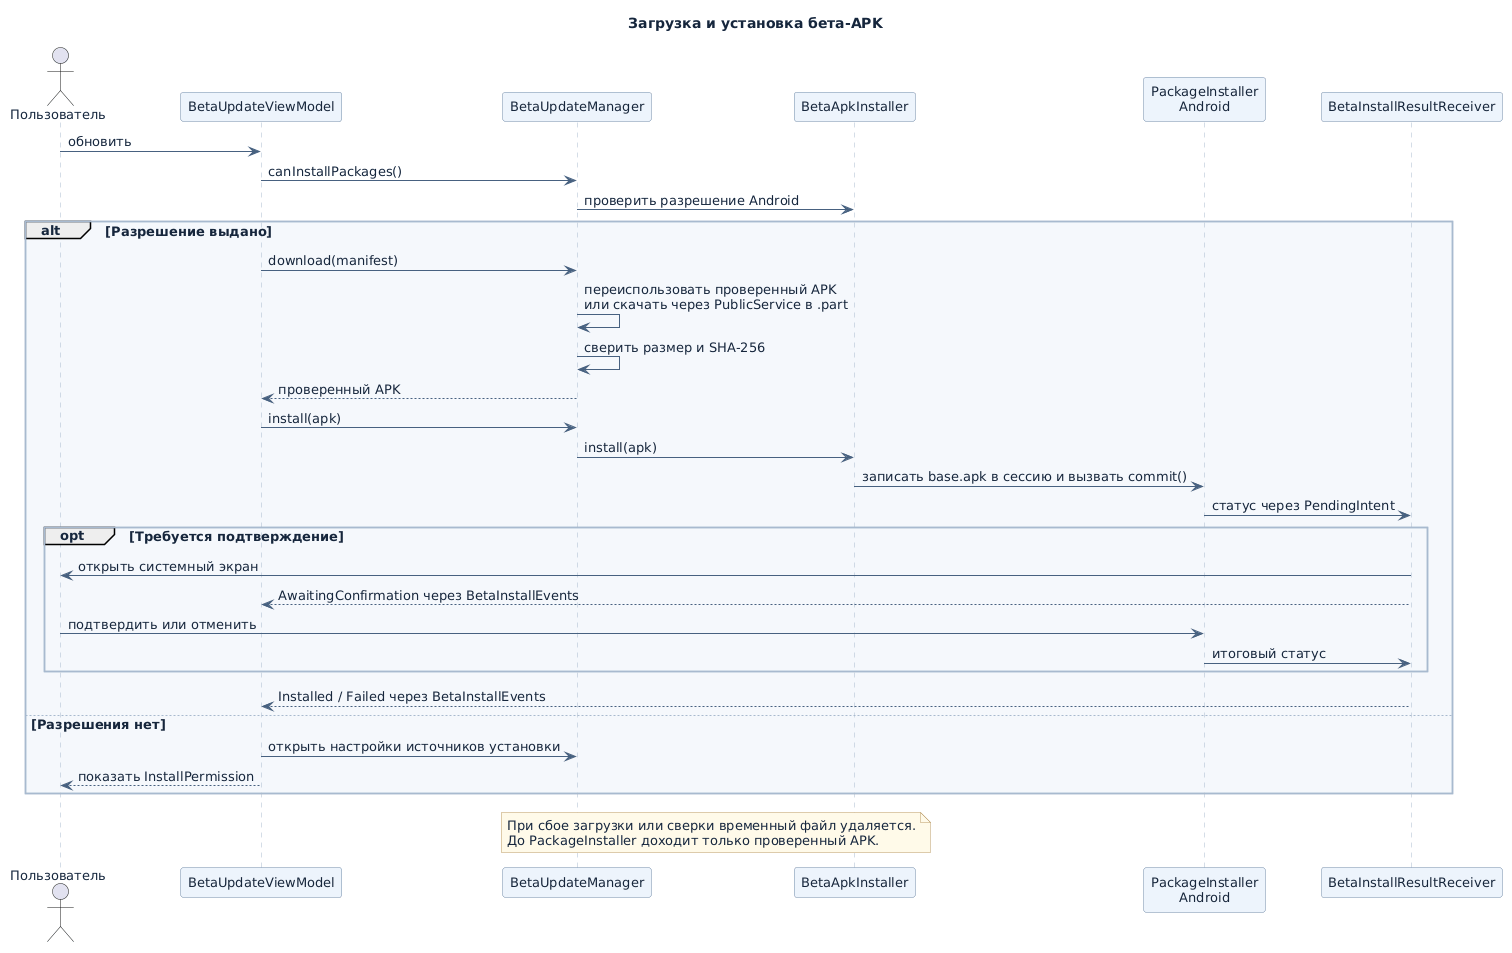 Загрузка и установка бета-APK
Пользователь
BetaUpdateViewModel
BetaUpdateManager
BetaApkInstaller
PackageInstaller
Android
BetaInstallResultReceiver
обновить
canInstallPackages()
проверить разрешение Android
alt
[Разрешение выдано]
download(manifest)
переиспользовать проверенный APK
или скачать через PublicService в .part
сверить размер и SHA-256
проверенный APK
install(apk)
install(apk)
записать base.apk в сессию и вызвать commit()
статус через PendingIntent
opt
[Требуется подтверждение]
открыть системный экран
AwaitingConfirmation через BetaInstallEvents
подтвердить или отменить
итоговый статус
Installed / Failed через BetaInstallEvents
[Разрешения нет]
открыть настройки источников установки
показать InstallPermission
При сбое загрузки или сверки временный файл удаляется.
До PackageInstaller доходит только проверенный APK.
Пользователь
BetaUpdateViewModel
BetaUpdateManager
BetaApkInstaller
PackageInstaller
Android
BetaInstallResultReceiver